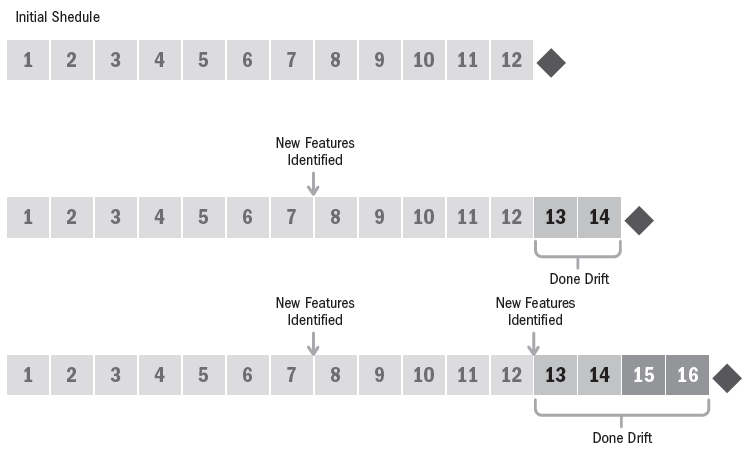 Initial Shedule
1 2 3 4 5 6 7 8 9 10 11 12
New Features
Identified
1 2 3 4 5 6 7 8 9 10 11 12 13 14
Done Drift
New Features
Identified
New Features
Identified
1 2 3 4 5 6 7 8 9 10 11 12 13 14 15 16
Done Drift